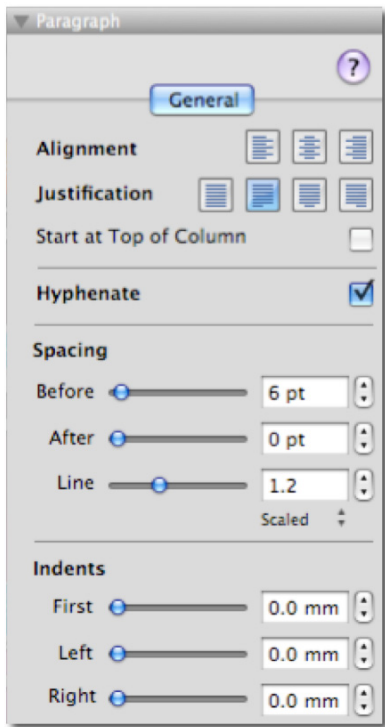 Paragraph
?
General
Alignment
Justification
Start at Top of Column
Hyphenate
Spacing
Before 6 pt
After 0 pt
Line 1.2
Scaled
Indents
First 0.0 mm
Left 0.0 mm
Right 0.0 mm